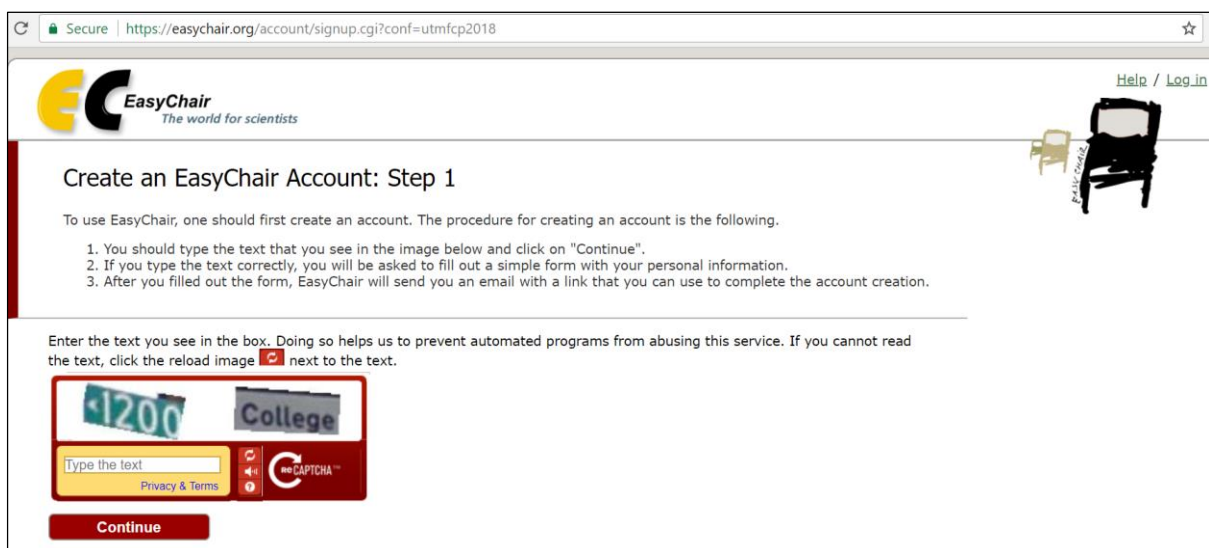 Secure | https://easychair.org/account/signup.cgi?conf=utmfcp2018
Help / Log in
EC EasyChair
The world for scientists
EASY CHAIR
Create an EasyChair Account: Step 1
To use EasyChair, one should first create an account. The procedure for creating an account is the following.
1. You should type the text that you see in the image below and click on "Continue".
2. If you type the text correctly, you will be asked to fill out a simple form with your personal information.
3. After you filled out the form, EasyChair will send you an email with a link that you can use to complete the account creation.
Enter the text you see in the box. Doing so helps us to prevent automated programs from abusing this service. If you cannot read
the text, click the reload image next to the text.
<1200 College
Type the text
Privacy & Terms
reCAPTCHA™
Continue